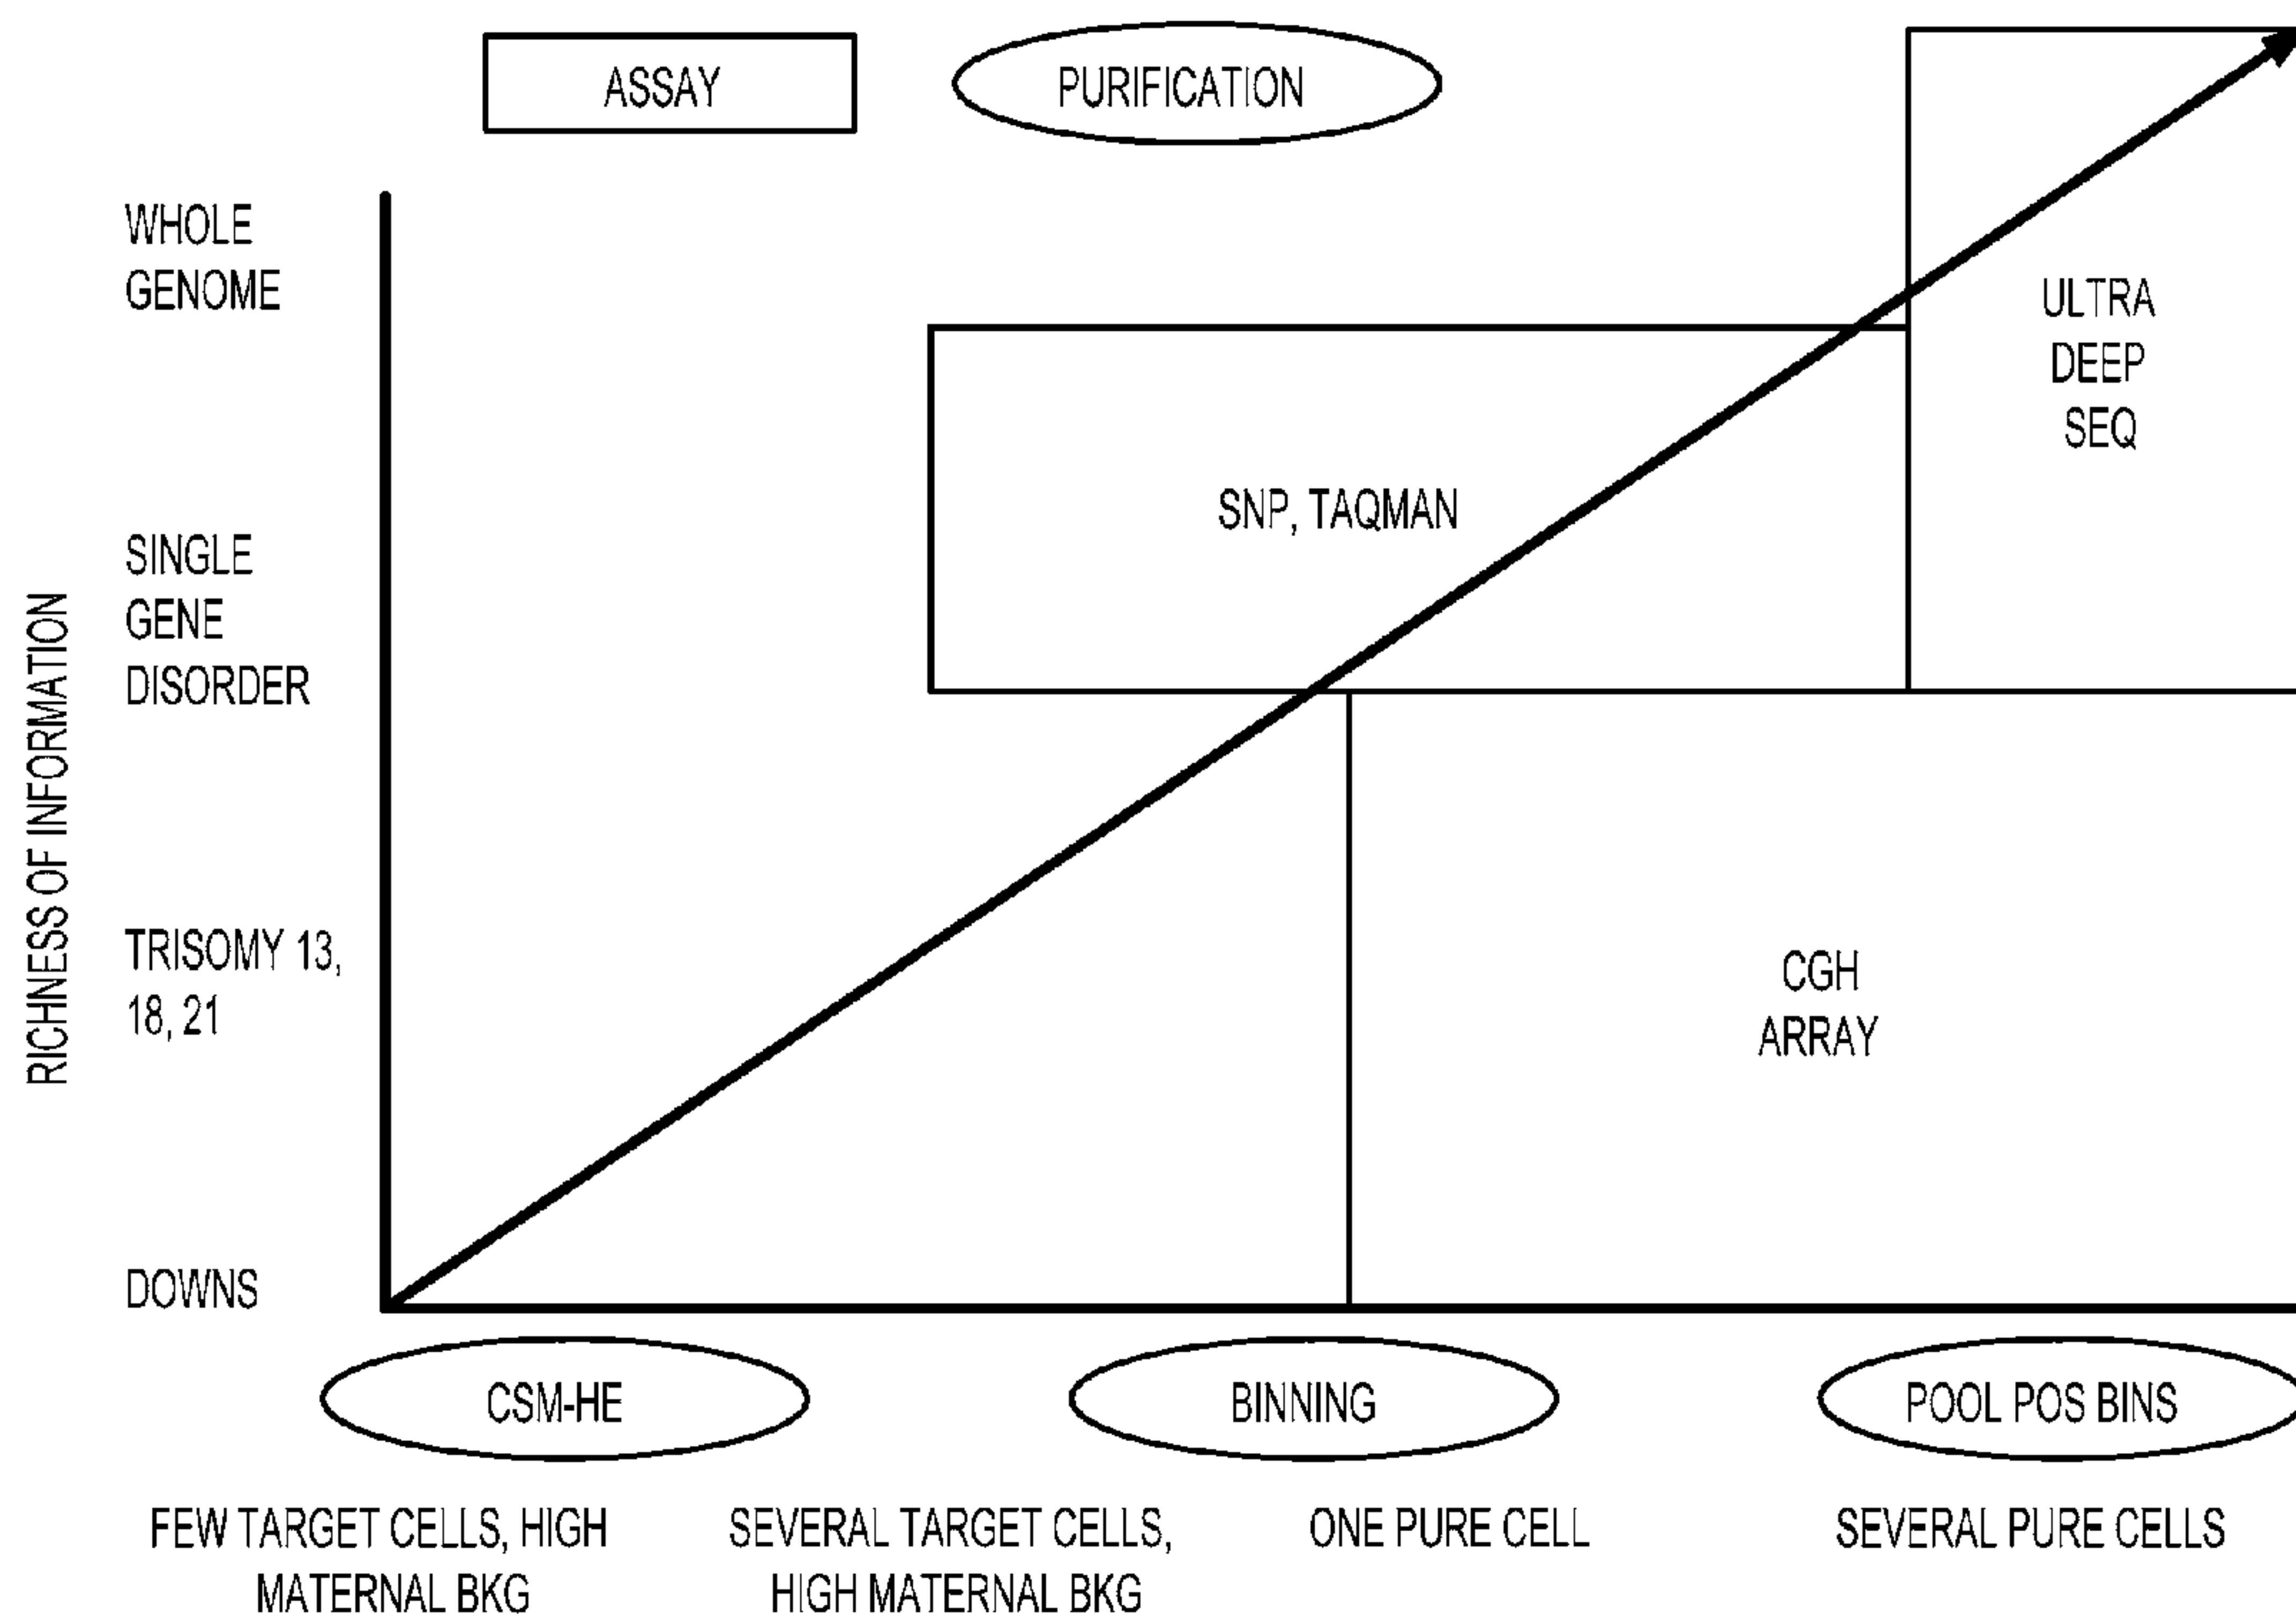 ASSAY
PURIFICATION
WHOLE
GENOME
ULTRA
DEEP
SEQ
SNP, TAQMAN
SINGLE
GENE
DISORDER
RICHNESS OF INFORMATION
TRISOMY 13,
18, 21
CGH
ARRAY
DOWNS
CSM-HE
BINNING
POOL POS BINS
FEW TARGET CELLS, HIGH
MATERNAL BKG
SEVERAL TARGET CELLS,
HIGH MATERNAL BKG
ONE PURE CELL
SEVERAL PURE CELLS